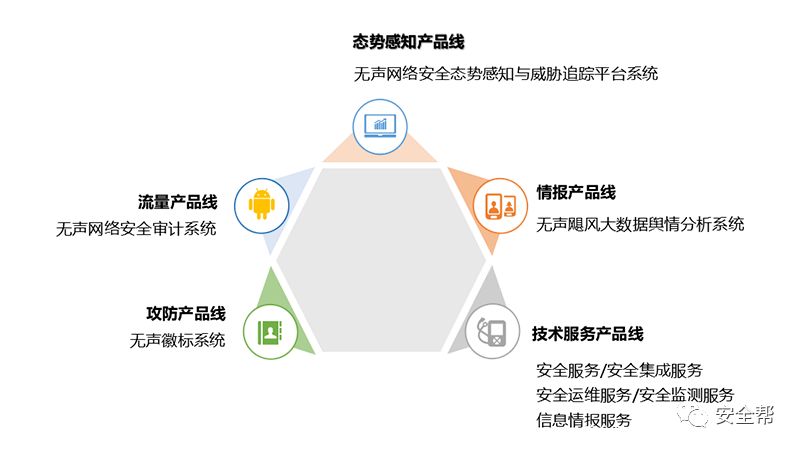 态势感知产品线
无声网络安全态势感知与威胁追踪平台系统
流量产品线
无声网络安全审计系统
情报产品线
无声飓风大数据舆情分析系统
攻防产品线
无声徽标系统
技术服务产品线
安全服务/安全集成服务
安全运维服务/安全监测服务
信息情报服务
安全帮